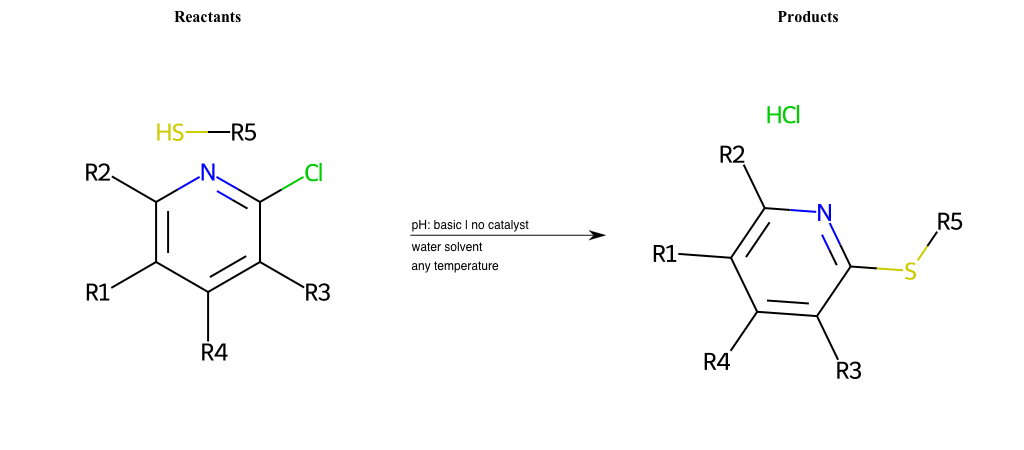 Reactants
Products
HS R5
R2 N Cl
R1 R3
R4
pH: basic | no catalyst
water solvent
any temperature
HCl
R2
N
R5
R1
S
R4
R3